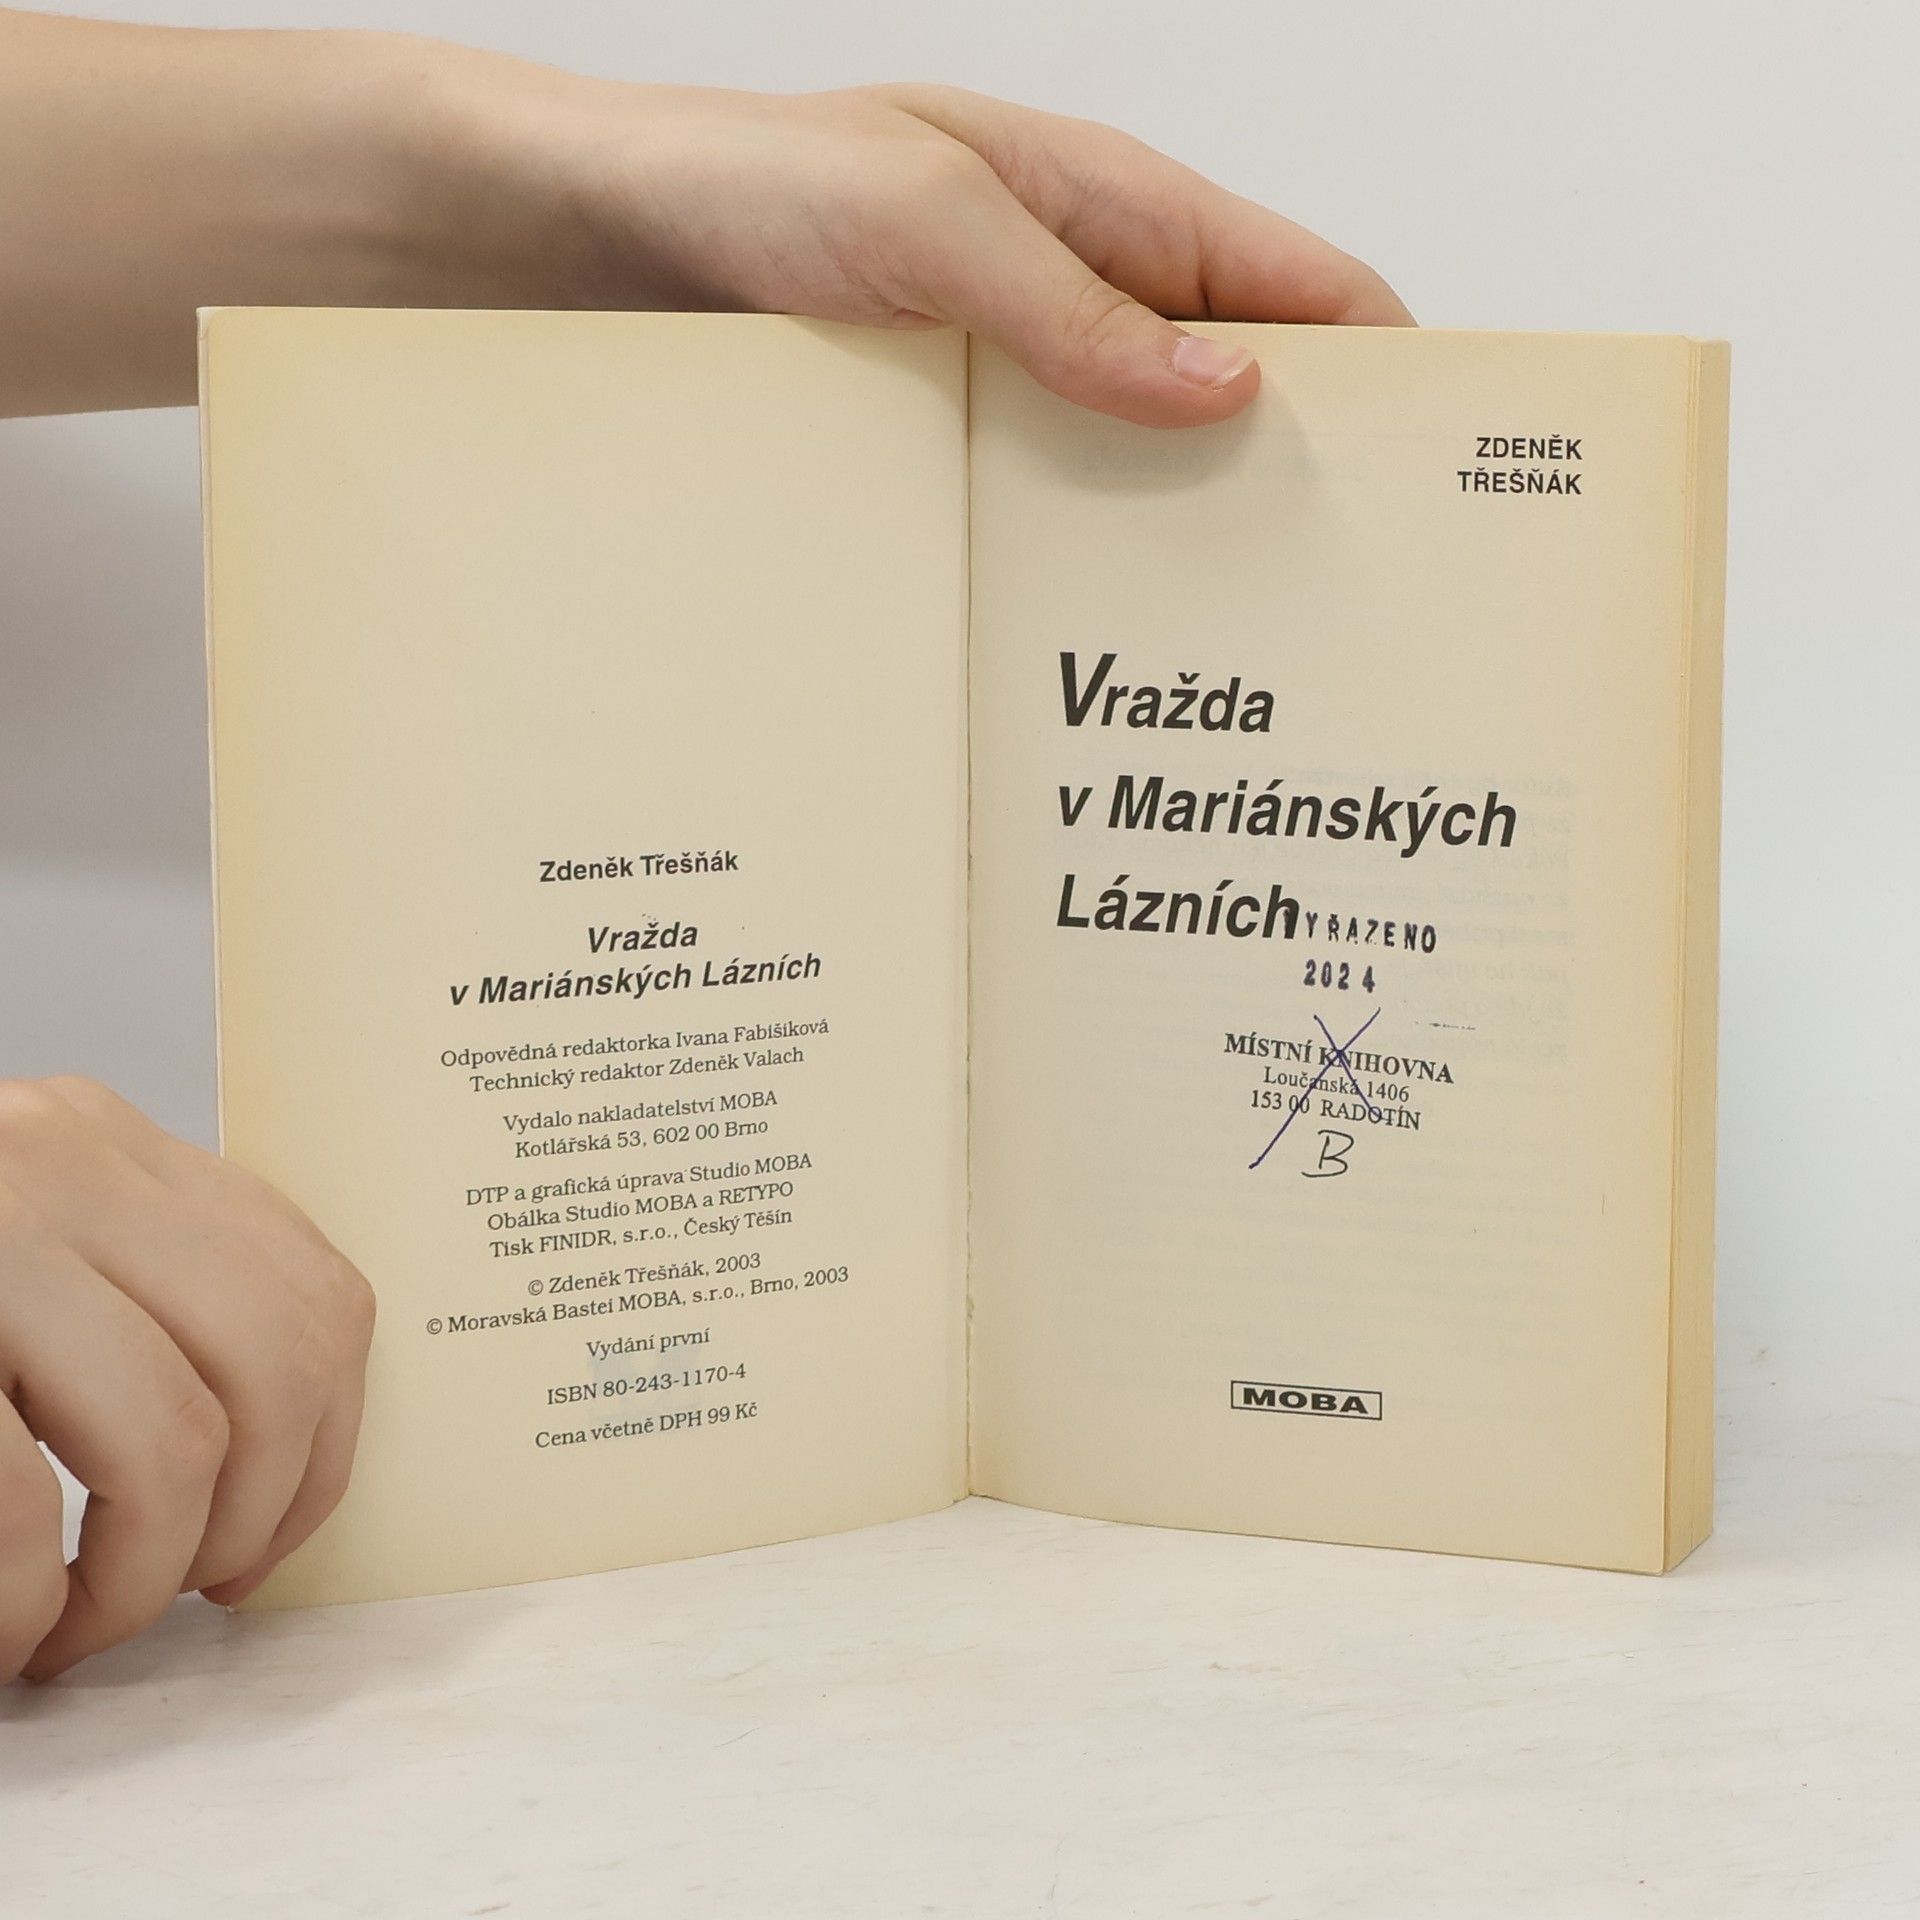 Zdeněk Třešňák
Vražda
v Mariánských Lázních
Odpovědná redaktorka Ivana Fabišiková
Technický redaktor Zdeněk Valach
Vydalo nakladatelství MOBA
Kotlářská 53, 602 00 Brno
DTP a grafická úprava Studio MOBA
Obálka Studio MOBA a RETYPO
Tisk FINIDR, s.r.o., Český Těšín
© Zdeněk Třešňák, 2003
© Moravská Bastei MOBA, s.r.o., Brno, 2003
Vydání první
ISBN 80-243-1170-4
Cena včetně DPH 99 Kč
ZDENĚK
TŘEŠŇÁK
Vražda
v Mariánských
Lázních
VYŘAZENO
2024
MÍSTNÍ KNIHOVNA
Loučanská 1406
153 00 RADOTÍN
B
MOBA